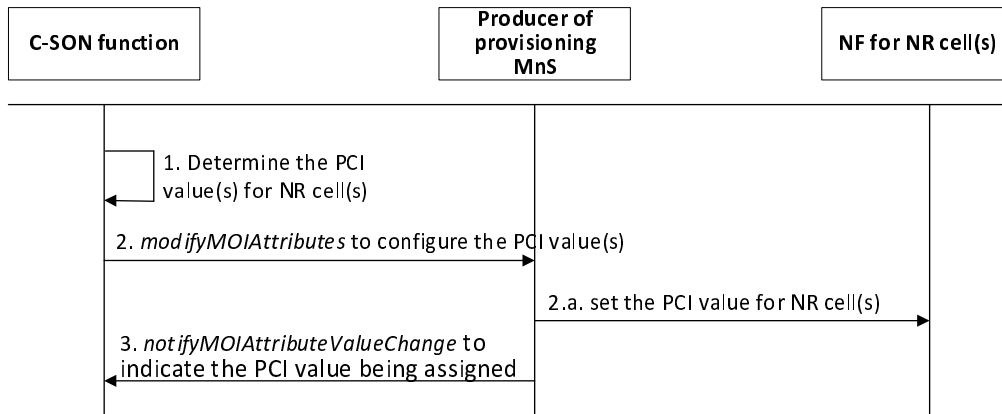 C-SON function
Producer of
provisioning
MnS
NF for NR cell(s)
1. Determine the PCI
value(s) for NR cell(s)
2. modifyMOIAttributes to configure the PCI value(s)
2.a. set the PCI value for NR cell(s)
3. notifyMOIAttributeValueChange to
indicate the PCI value being assigned